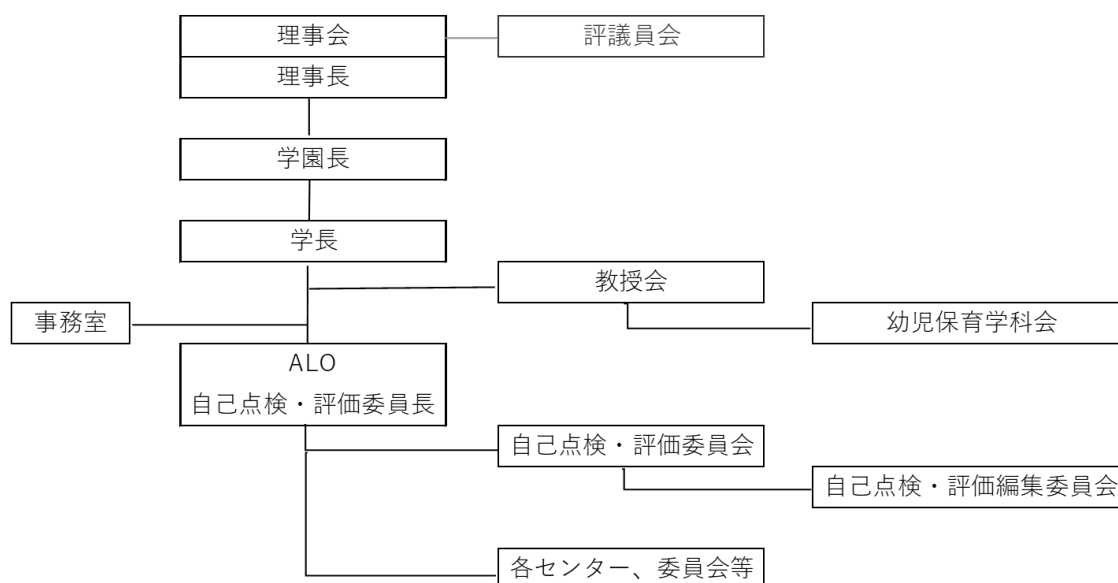 理事会
評議員会
理事長
学園長
学長
教授会
事務室
幼児保育学科会
ALO
自己点検・評価委員長
自己点検・評価委員会
自己点検・評価編集委員会
各センター、委員会等